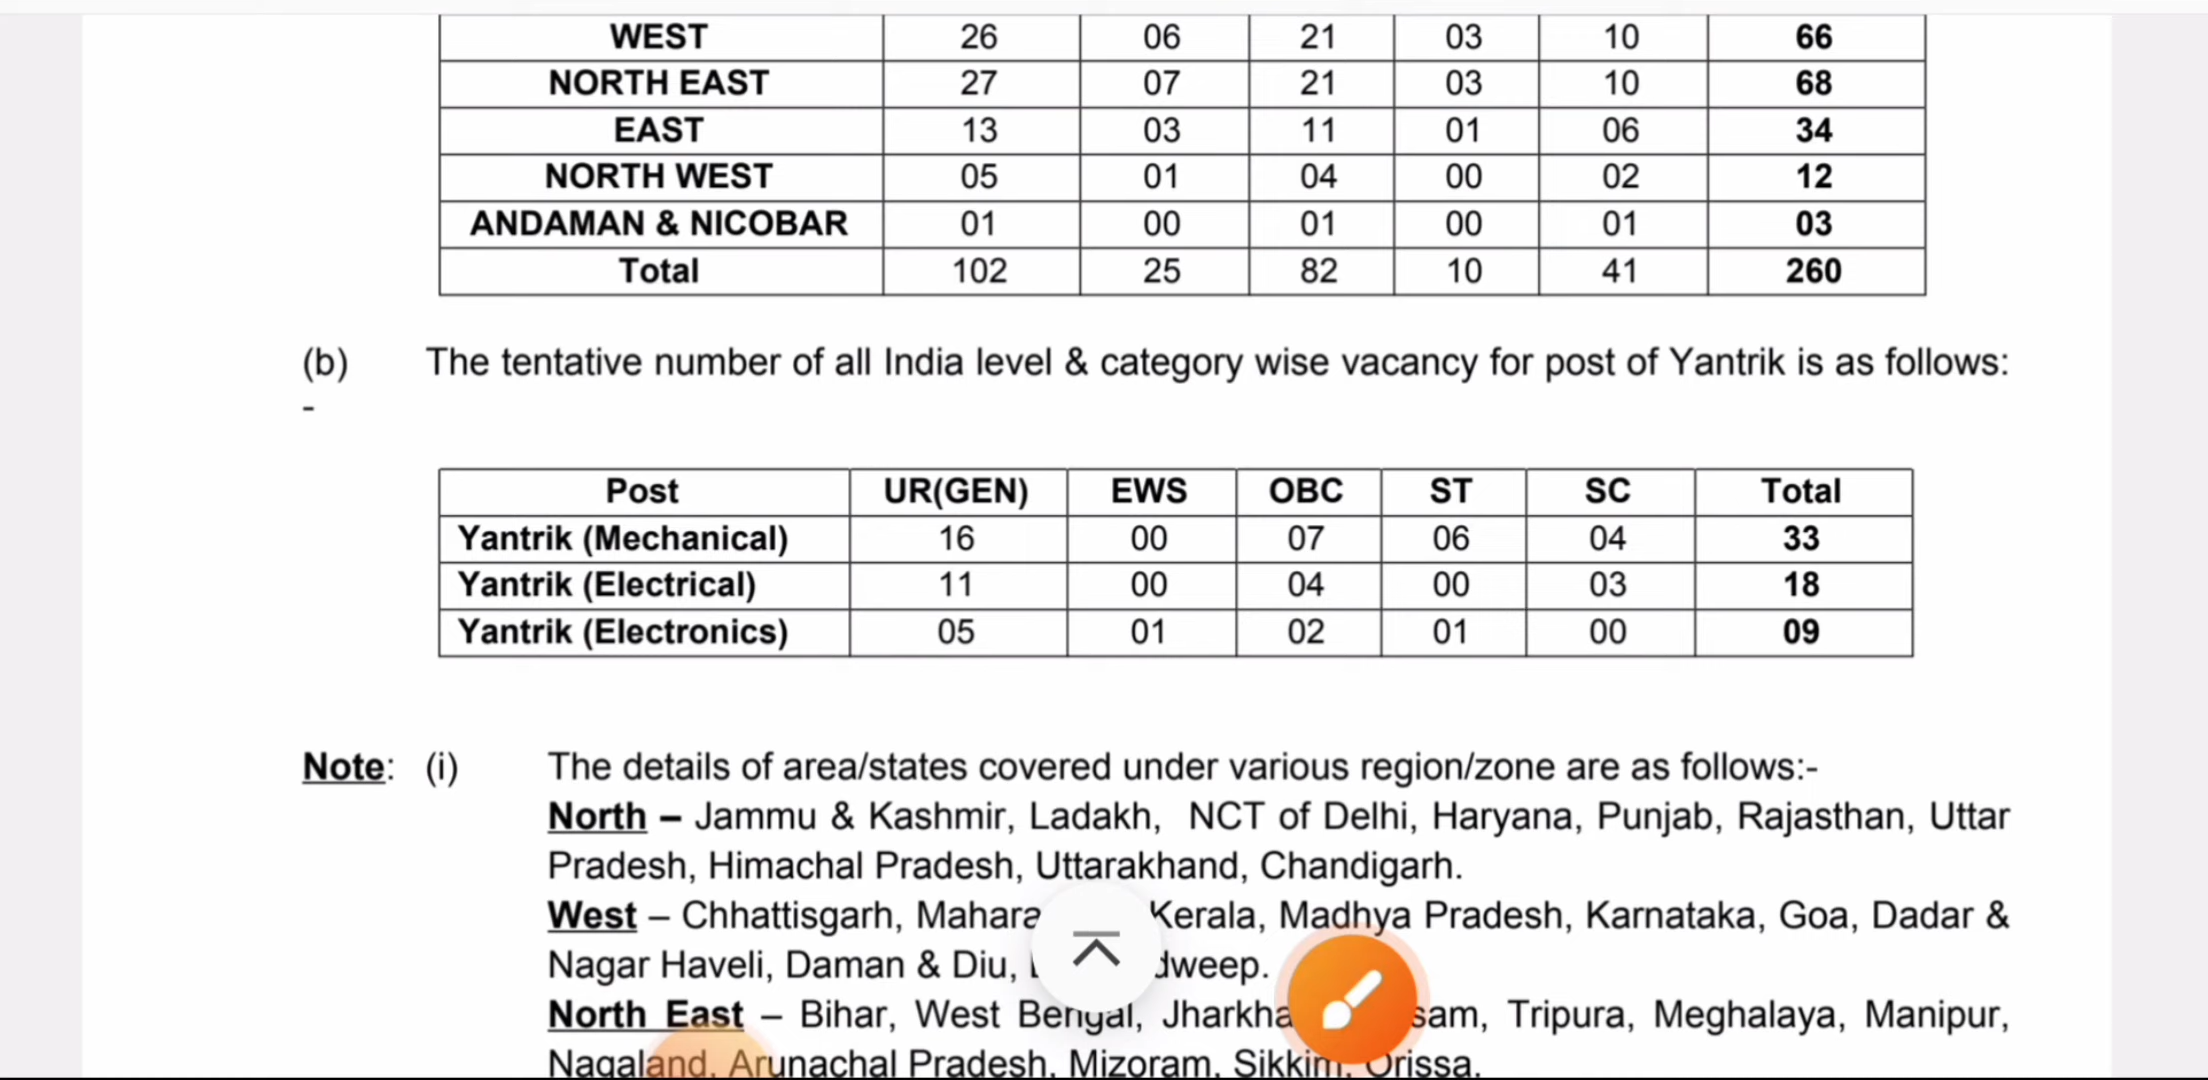 WEST 26 06 21 03 10 66
NORTH EAST 27 07 21 03 10 68
EAST 13 03 11 01 06 34
NORTH WEST 05 01 04 00 02 12
ANDAMAN & NICOBAR 01 00 01 00 01 03
Total 102 25 82 10 41 260
(b) The tentative number of all India level & category wise vacancy for post of Yantrik is as follows:
-
Post UR(GEN) EWS OBC ST SC Total
Yantrik (Mechanical) 16 00 07 06 04 33
Yantrik (Electrical) 11 00 04 00 03 18
Yantrik (Electronics) 05 01 02 01 00 09
Note: (i) The details of area/states covered under various region/zone are as follows:-
North – Jammu & Kashmir, Ladakh, NCT of Delhi, Haryana, Punjab, Rajasthan, Uttar
Pradesh, Himachal Pradesh, Uttarakhand, Chandigarh.
West – Chhattisgarh, Kerala, Madhya Pradesh, Karnataka, Goa, Dadar &
Nagar Haveli, Daman & Diu,
North East – Bihar, West Bengal, Tripura, Meghalaya, Manipur,
Nagaland, Arunachal Pradesh, Mizoram, Sikkim, Orissa.